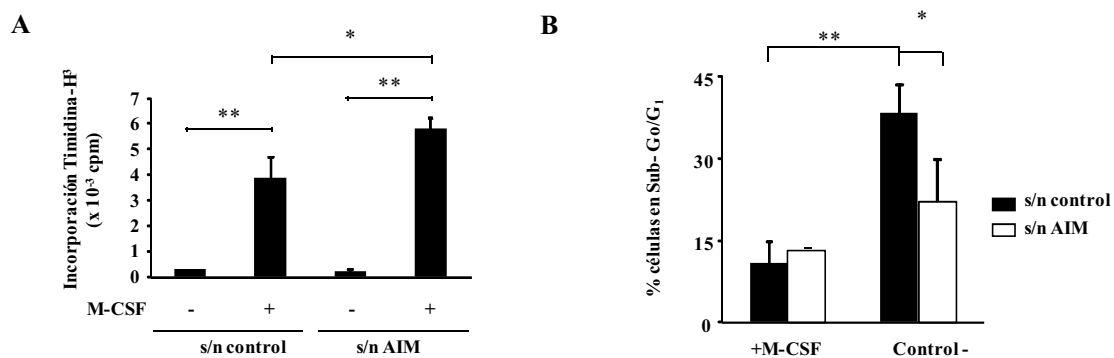 A
Incorporación Timidina-H³
(x 10⁻³ cpm)
7
6
5
4
3
2
1
0
**
*
**
M-CSF - + - +
s/n control s/n AIM
B
% células en Sub- Go/G₁
45
30
15
0
**
*
+M-CSF Control -
s/n control
s/n AIM